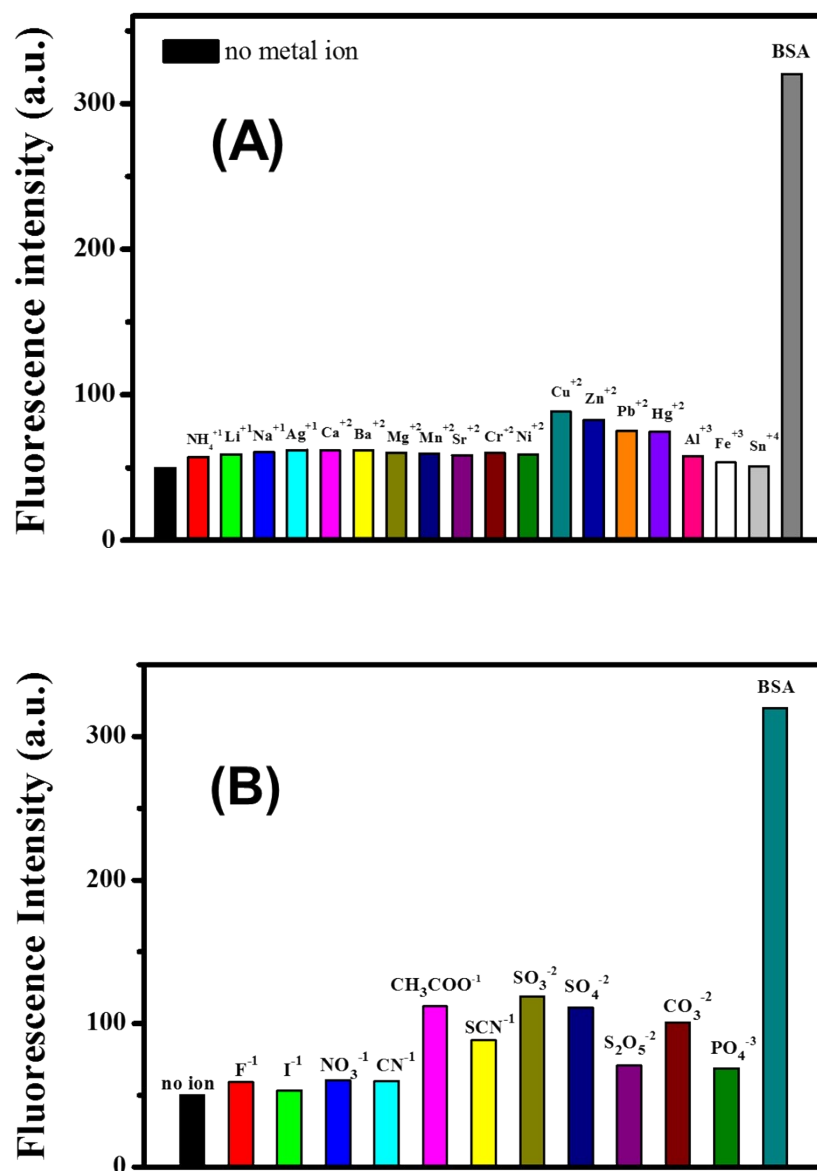 no metal ion
BSA
(A)
Fluorescence intensity (a.u.)
300
200
100
0
NH₄⁺¹ Li⁺¹ Na⁺¹ Ag⁺¹ Ca⁺² Ba⁺² Mg⁺² Mn⁺² Sr⁺² Cr⁺² Ni⁺² Cu⁺² Zn⁺² Pb⁺² Hg⁺² Al⁺³ Fe⁺³ Sn⁺⁴
BSA
(B)
Fluorescence Intensity (a.u.)
300
200
100
0
no ion F⁻¹ I⁻¹ NO₃⁻¹ CN⁻¹ CH₃COO⁻¹ SCN⁻¹ SO₃⁻² SO₄⁻² S₂O₅⁻² CO₃⁻² PO₄⁻³